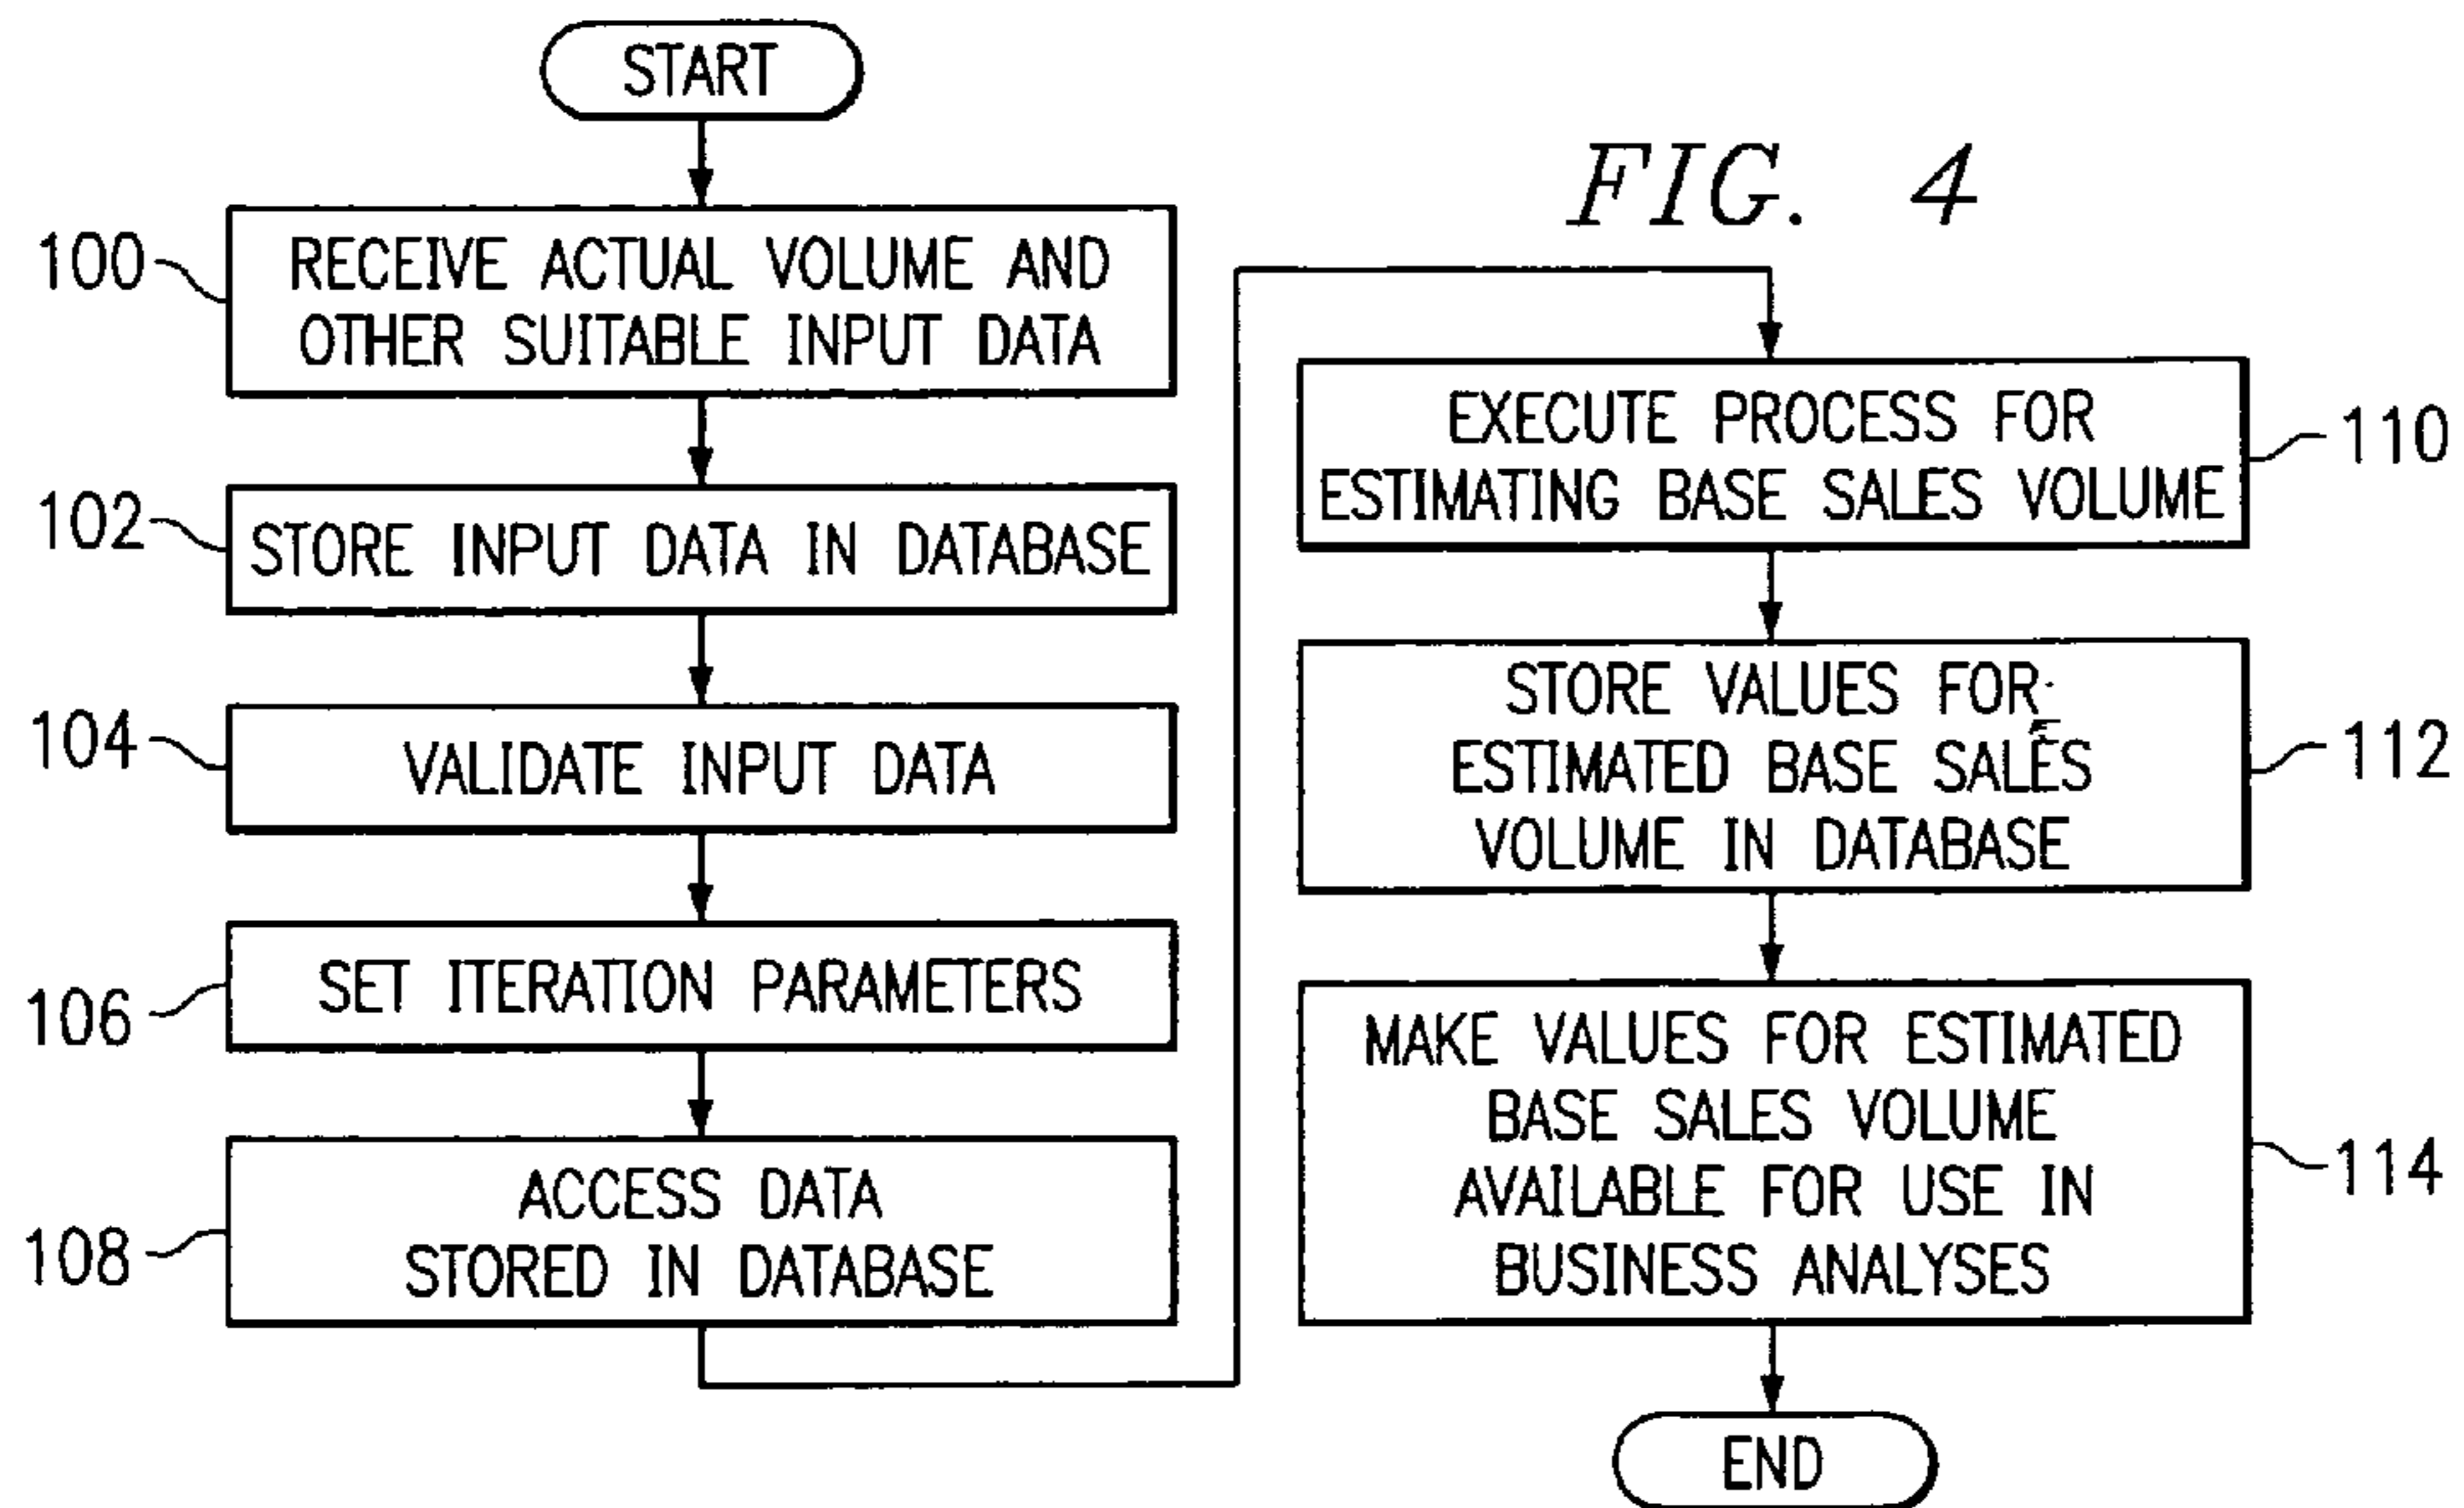 START
FIG. 4
100
RECEIVE ACTUAL VOLUME AND
OTHER SUITABLE INPUT DATA
102
STORE INPUT DATA IN DATABASE
104
VALIDATE INPUT DATA
106
SET ITERATION PARAMETERS
108
ACCESS DATA
STORED IN DATABASE
EXECUTE PROCESS FOR
ESTIMATING BASE SALES VOLUME
110
STORE VALUES FOR
ESTIMATED BASE SALES
VOLUME IN DATABASE
112
MAKE VALUES FOR ESTIMATED
BASE SALES VOLUME
AVAILABLE FOR USE IN
BUSINESS ANALYSES
114
END